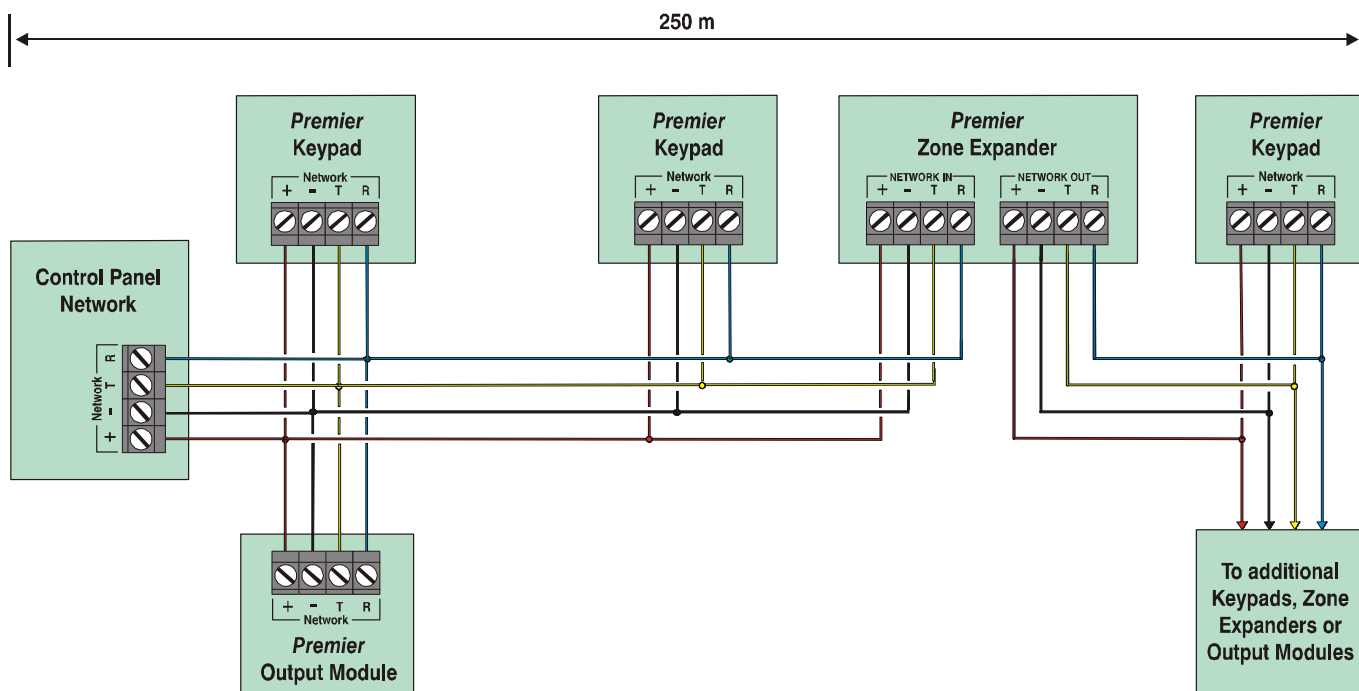 250 m
Premier
Keypad
Network
+ - T R
Premier
Keypad
Network
+ - T R
Premier
Zone Expander
NETWORK IN
+ - T R
NETWORK OUT
+ - T R
Premier
Keypad
Network
+ - T R
Control Panel
Network
Network
R
T
-
+
+ - T R
Network
Premier
Output Module
To additional
Keypads, Zone
Expanders or
Output Modules